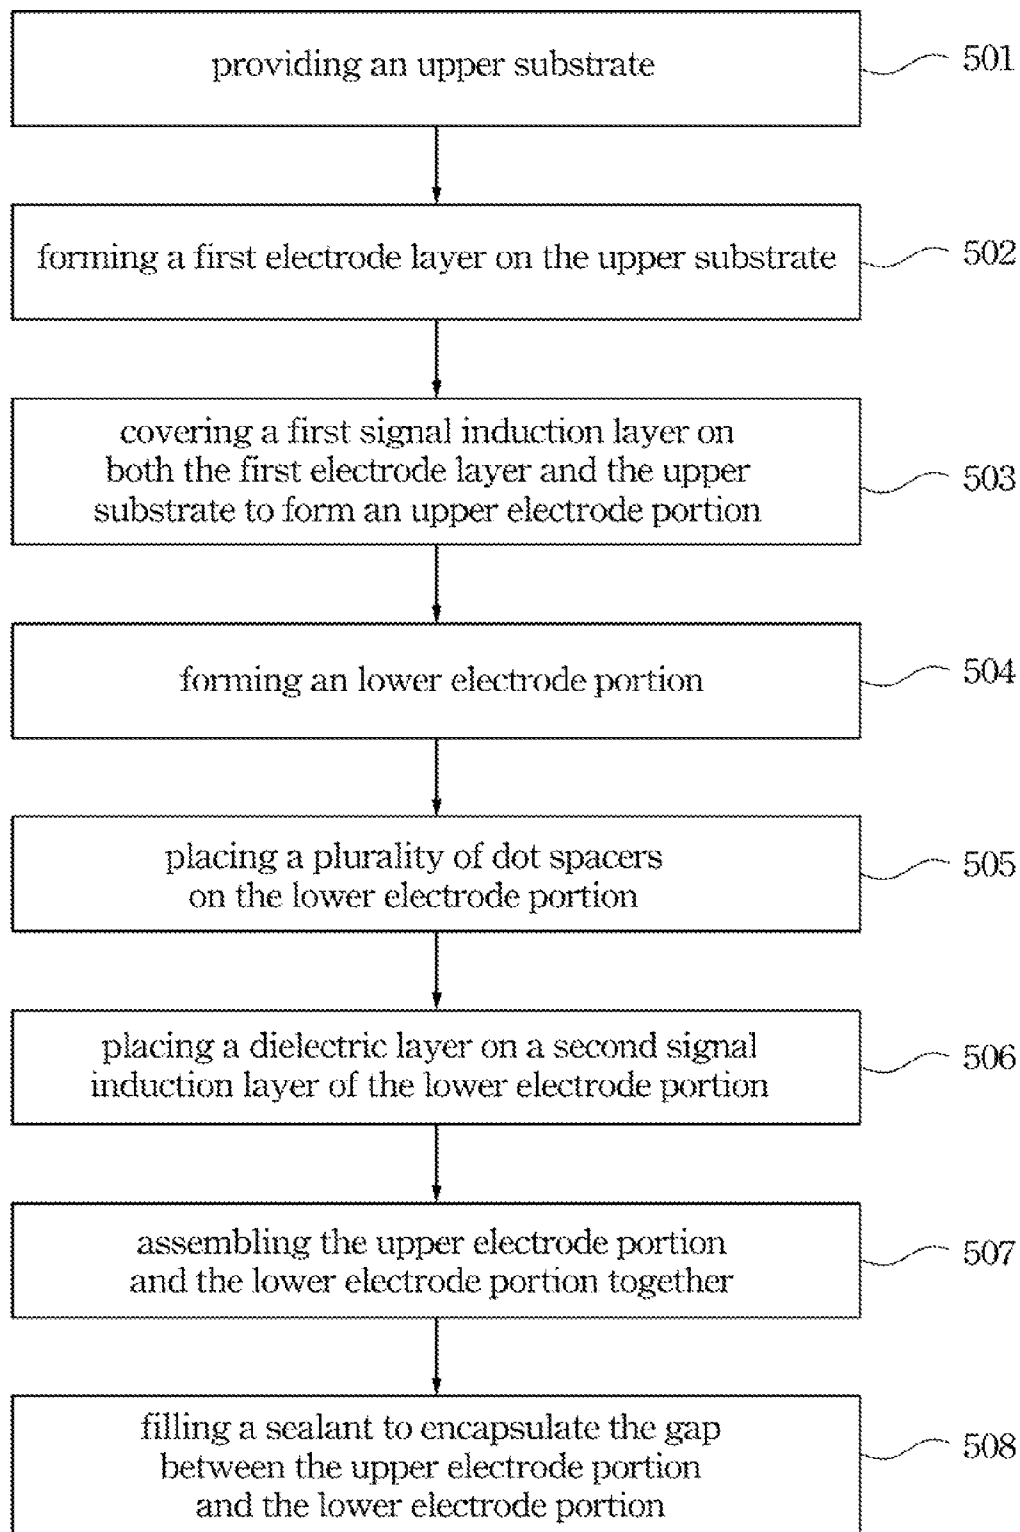 providing an upper substrate
501
forming a first electrode layer on the upper substrate
502
covering a first signal induction layer on
both the first electrode layer and the upper
substrate to form an upper electrode portion
503
forming an lower electrode portion
504
placing a plurality of dot spacers
on the lower electrode portion
505
placing a dielectric layer on a second signal
induction layer of the lower electrode portion
506
assembling the upper electrode portion
and the lower electrode portion together
507
filling a sealant to encapsulate the gap
between the upper electrode portion
and the lower electrode portion
508